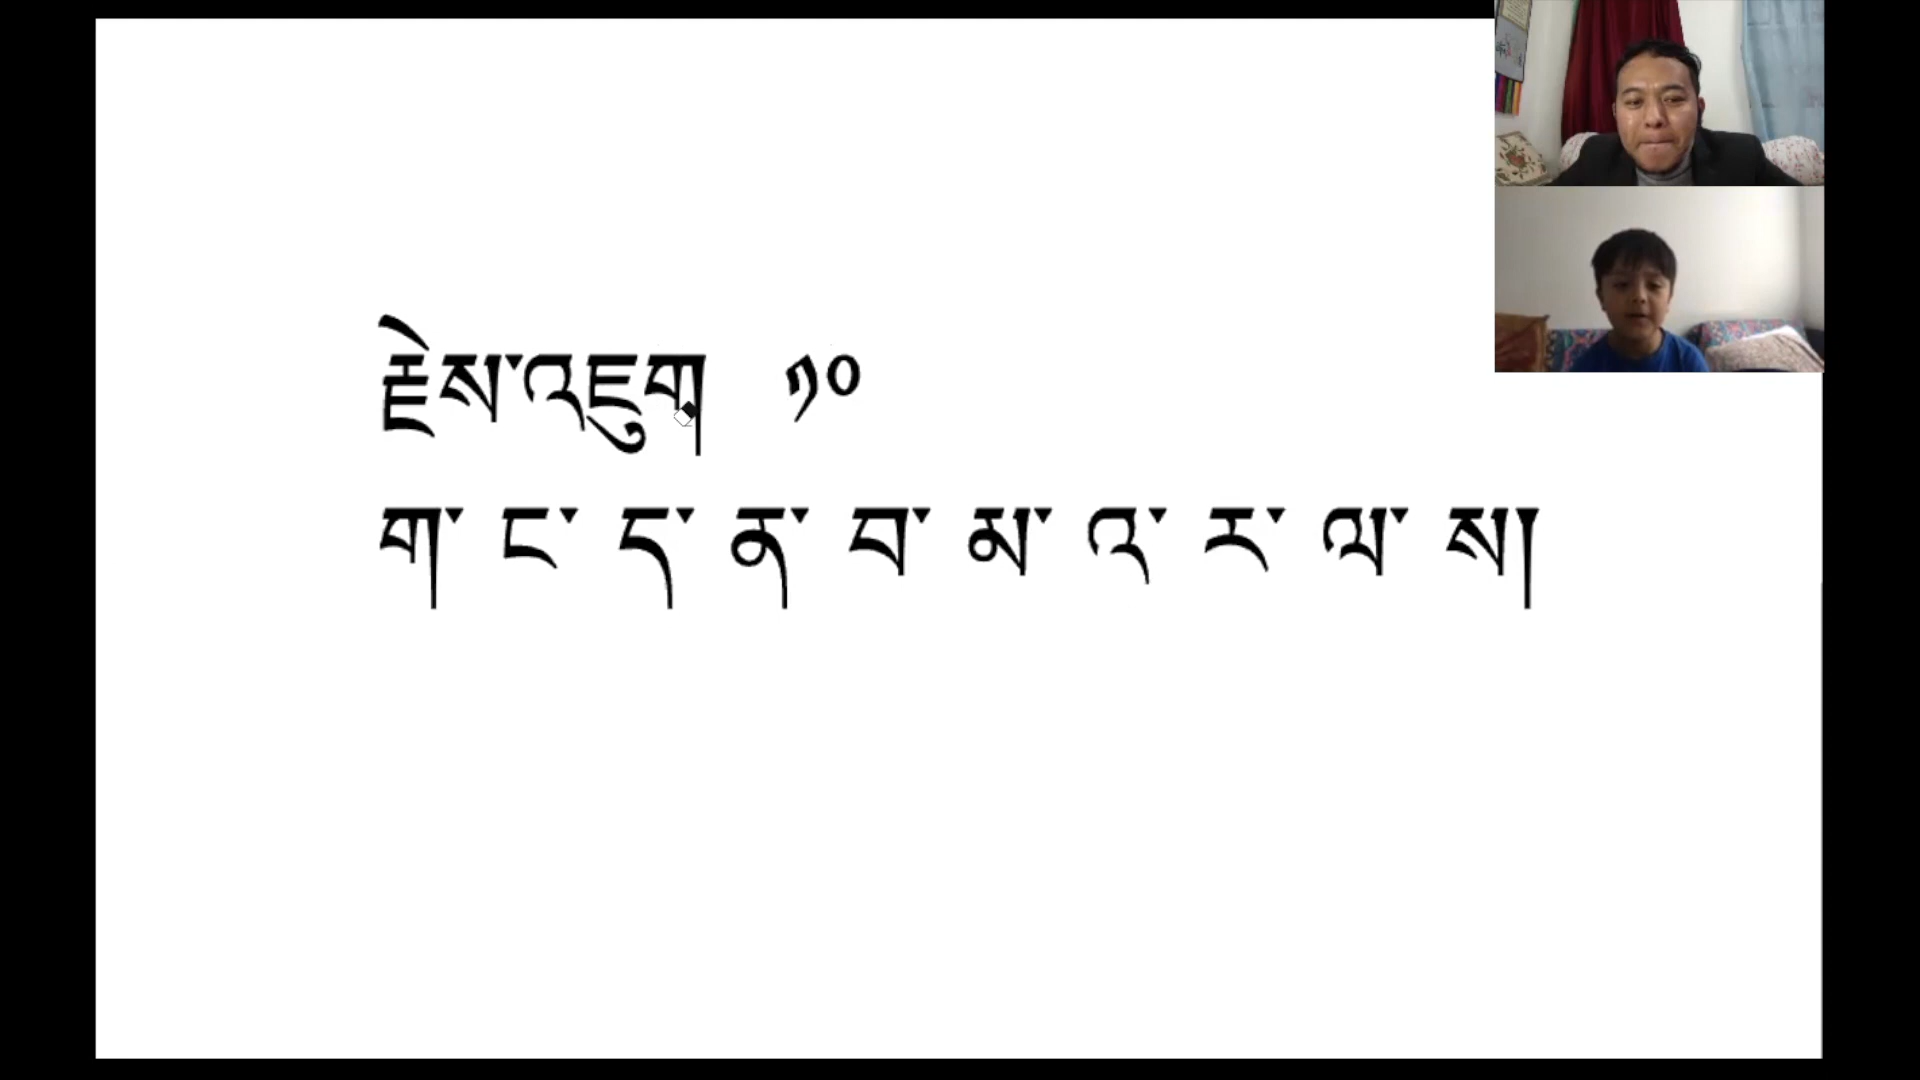 རྗེས་འཇུག ༡༠
ག་ ང་ ད་ ན་ བ་ མ་ འ་ ར་ ལ་ ས།